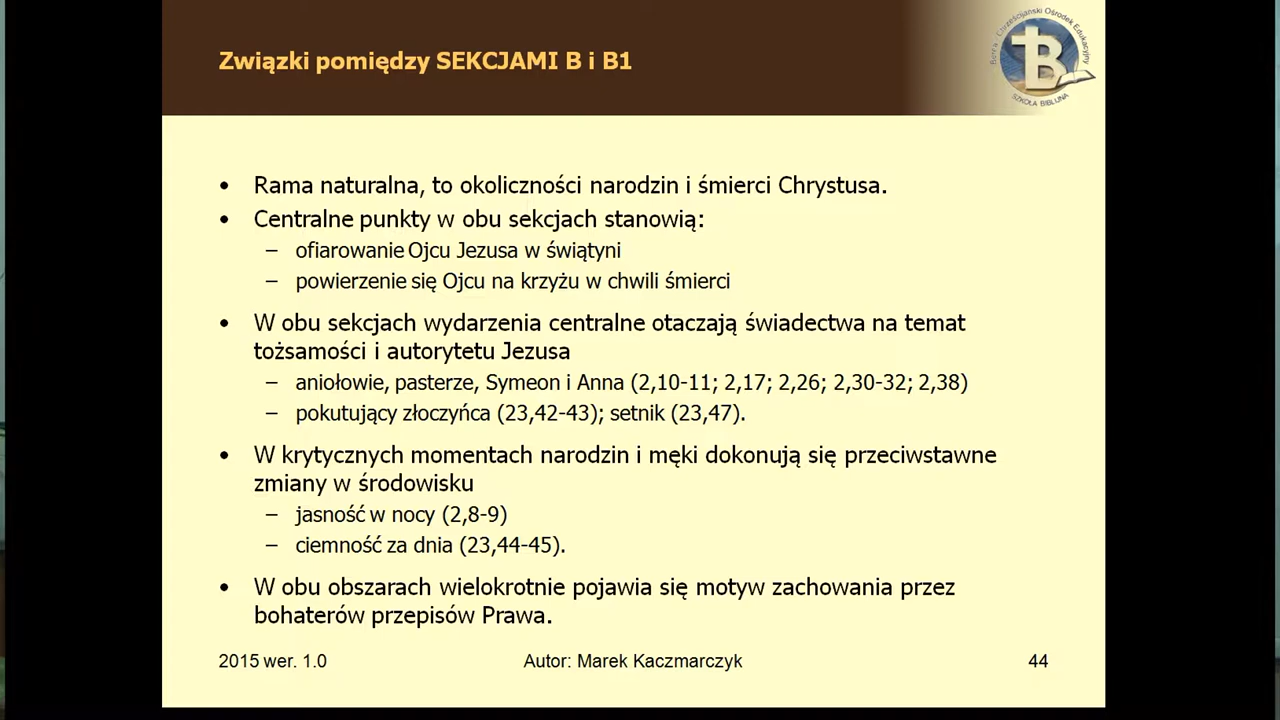 Związki pomiędzy SEKCJAMI B i B1
Berea - Chrześcijański Ośrodek Edukacyjny
B
SZKOŁA BIBLIJNA
• Rama naturalna, to okoliczności narodzin i śmierci Chrystusa.
• Centralne punkty w obu sekcjach stanowią:
– ofiarowanie Ojcu Jezusa w świątyni
– powierzenie się Ojcu na krzyżu w chwili śmierci
• W obu sekcjach wydarzenia centralne otaczają świadectwa na temat
tożsamości i autorytetu Jezusa
– aniołowie, pasterze, Symeon i Anna (2,10-11; 2,17; 2,26; 2,30-32; 2,38)
– pokutujący złoczyńca (23,42-43); setnik (23,47).
• W krytycznych momentach narodzin i męki dokonują się przeciwstawne
zmiany w środowisku
– jasność w nocy (2,8-9)
– ciemność za dnia (23,44-45).
• W obu obszarach wielokrotnie pojawia się motyw zachowania przez
bohaterów przepisów Prawa.
2015 wer. 1.0
Autor: Marek Kaczmarczyk
44